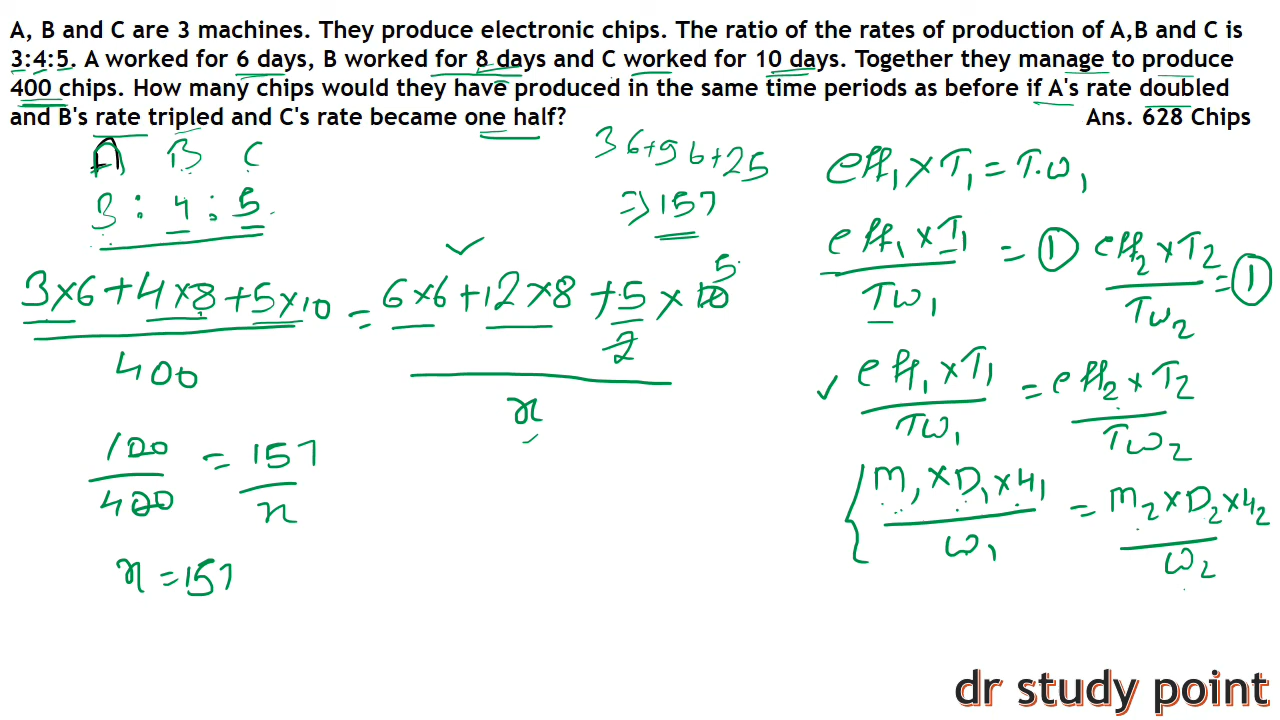 A, B and C are 3 machines. They produce electronic chips. The ratio of the rates of production of A,B and C is
3:4:5. A worked for 6 days, B worked for 8 days and C worked for 10 days. Together they manage to produce
400 chips. How many chips would they have produced in the same time periods as before if A's rate doubled
and B's rate tripled and C's rate became one half? Ans. 628 Chips
A B C
3 : 4 : 5
36+96+25
⇒ 157
eff₁ × T₁ = T.W₁
(3×6+4×8+5×10)/400 = (6×6+12×8+5/2×10 5)/x
(eff₁ × T₁)/TW₁ = ① (eff₂ × T₂)/TW₂ = ①
(eff₁ × T₁)/TW₁ = (eff₂ × T₂)/TW₂
100/400 = 157/x
(M₁ × D₁ × H₁)/W₁ = (M₂ × D₂ × H₂)/W₂
x = 157
dr study point